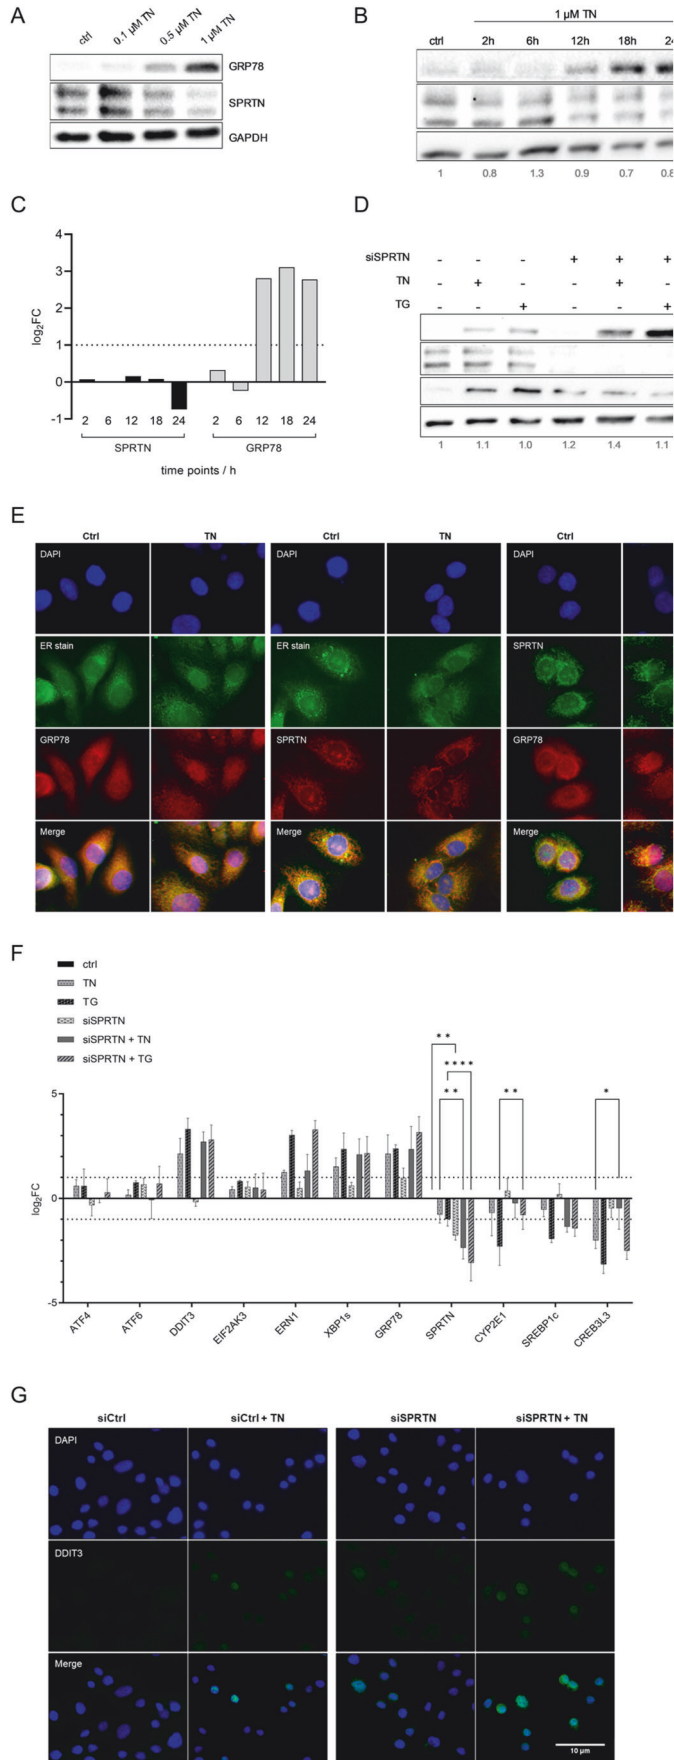 A
ctrl
0.1 µM TN
0.5 µM TN
1 µM TN
GRP78
SPRTN
GAPDH
B
1 µM TN
ctrl 2h 6h 12h 18h 24
1 0.8 1.3 0.9 0.7 0.8
C
log2FC
4
3
2
1
0
-1
2 6 12 18 24 2 6 12 18 24
SPRTN GRP78
time points / h
D
siSPRTN - - - + + +
TN - + - - + -
TG - - + - - +
1 1.1 1.0 1.2 1.4 1.1
E
Ctrl TN Ctrl TN Ctrl
DAPI DAPI DAPI
ER stain ER stain SPRTN
GRP78 SPRTN GRP78
Merge Merge Merge
F
ctrl
TN
TG
siSPRTN
siSPRTN + TN
siSPRTN + TG
**
****
** ** *
log2FC
5
0
-5
ATF4 ATF6 DDIT3 EIF2AK3 ERN1 XBP1s GRP78 SPRTN CYP2E1 SREBP1c CREB3L3
G
siCtrl siCtrl + TN siSPRTN siSPRTN + TN
DAPI
DDIT3
Merge
10 µm